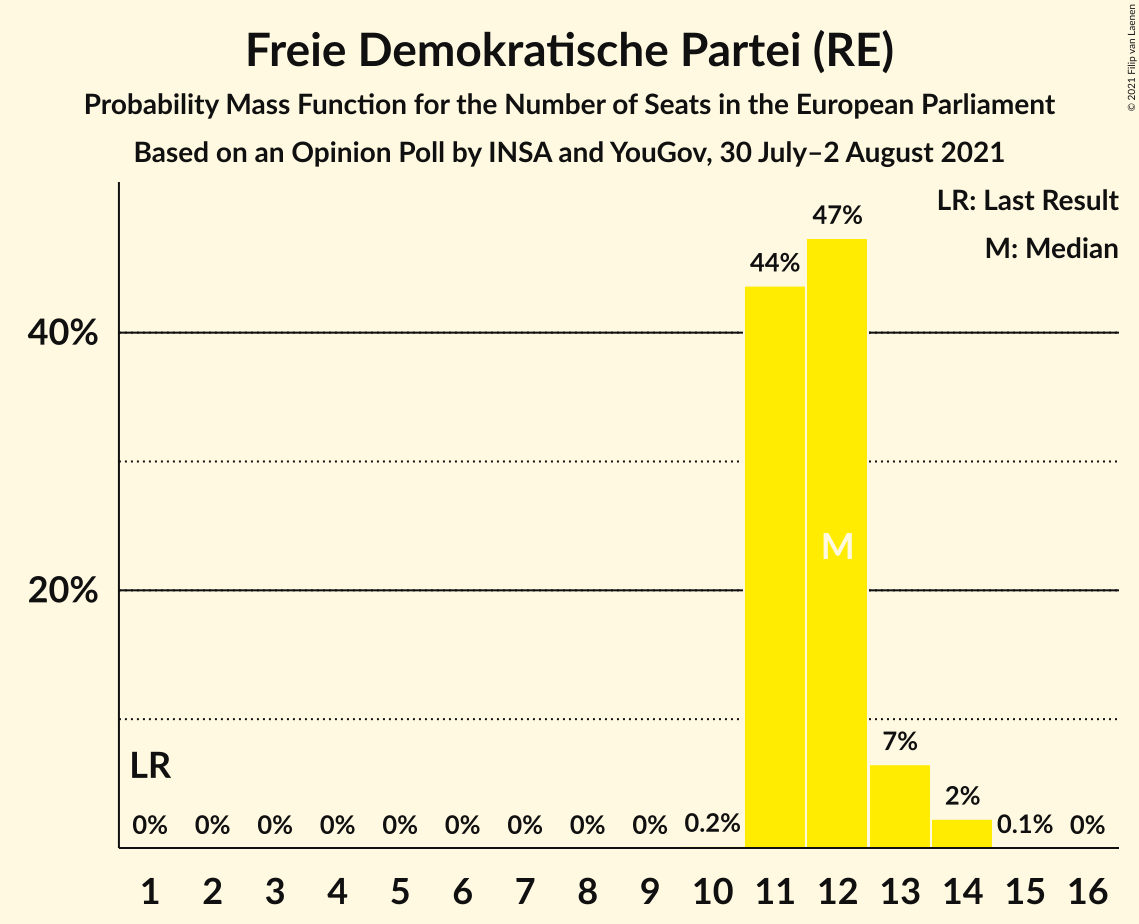 Freie Demokratische Partei (RE)
Probability Mass Function for the Number of Seats in the European Parliament
Based on an Opinion Poll by INSA and YouGov, 30 July–2 August 2021
© 2021 Filip van Laenen
LR: Last Result
M: Median
47%
44%
40%
M
20%
7%
LR
2%
0% 0% 0% 0% 0% 0% 0% 0% 0% 0.2% 0.1% 0%
1 2 3 4 5 6 7 8 9 10 11 12 13 14 15 16